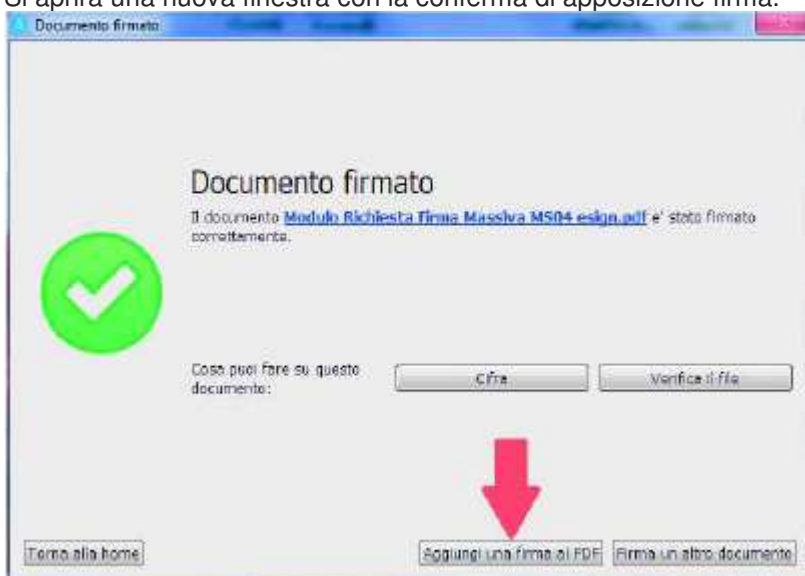 Si aprirà una nuova finestra con la conferma di apposizione firma.
Documento firmato
Documento firmato
Il documento Modulo Richiesta Firma Massiva MS04 esign.pdf e' stato firmato
correttamente.
Cosa puoi fare su questo
documento:
Cifra
Verifica il file
Torna alla home
Aggiungi una firma al PDF
Firma un altro documento